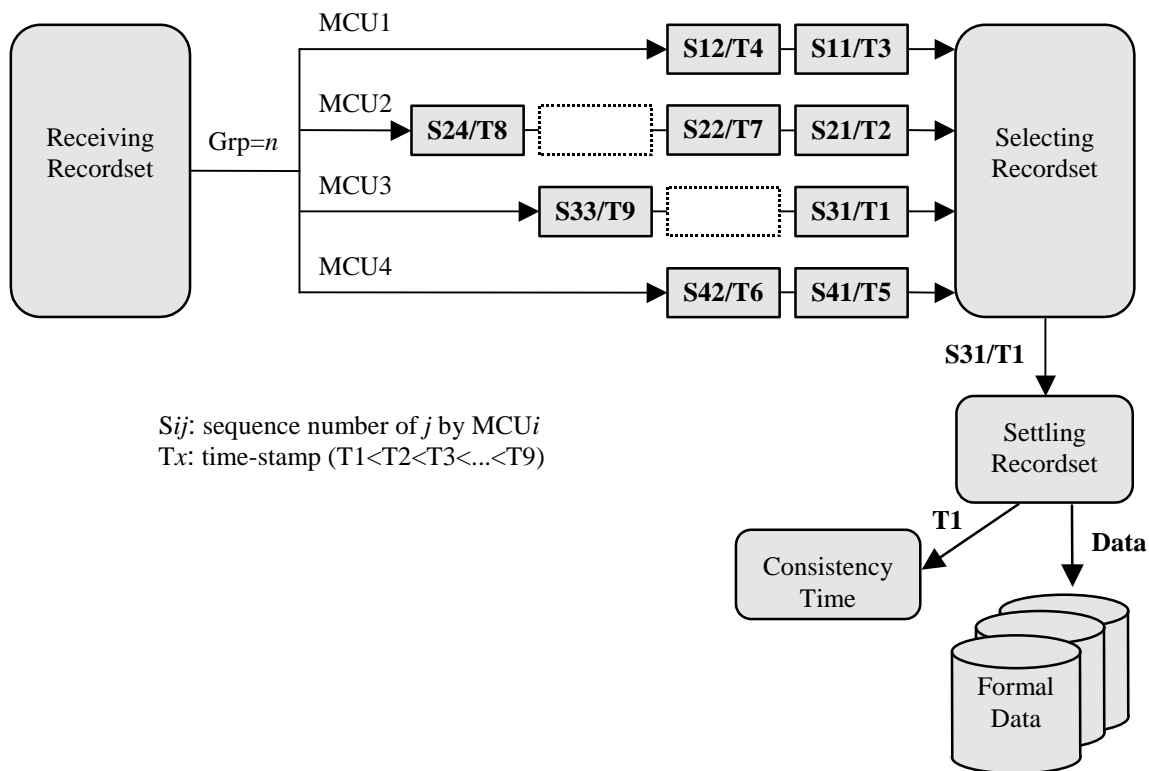 MCU1
S12/T4
S11/T3
MCU2
S24/T8
S22/T7
S21/T2
Receiving
Recordset
Grp=n
Selecting
Recordset
MCU3
S33/T9
S31/T1
MCU4
S42/T6
S41/T5
S31/T1
Sij: sequence number of j by MCUi
Tx: time-stamp (T1<T2<T3<...<T9)
Settling
Recordset
T1
Data
Consistency
Time
Formal
Data